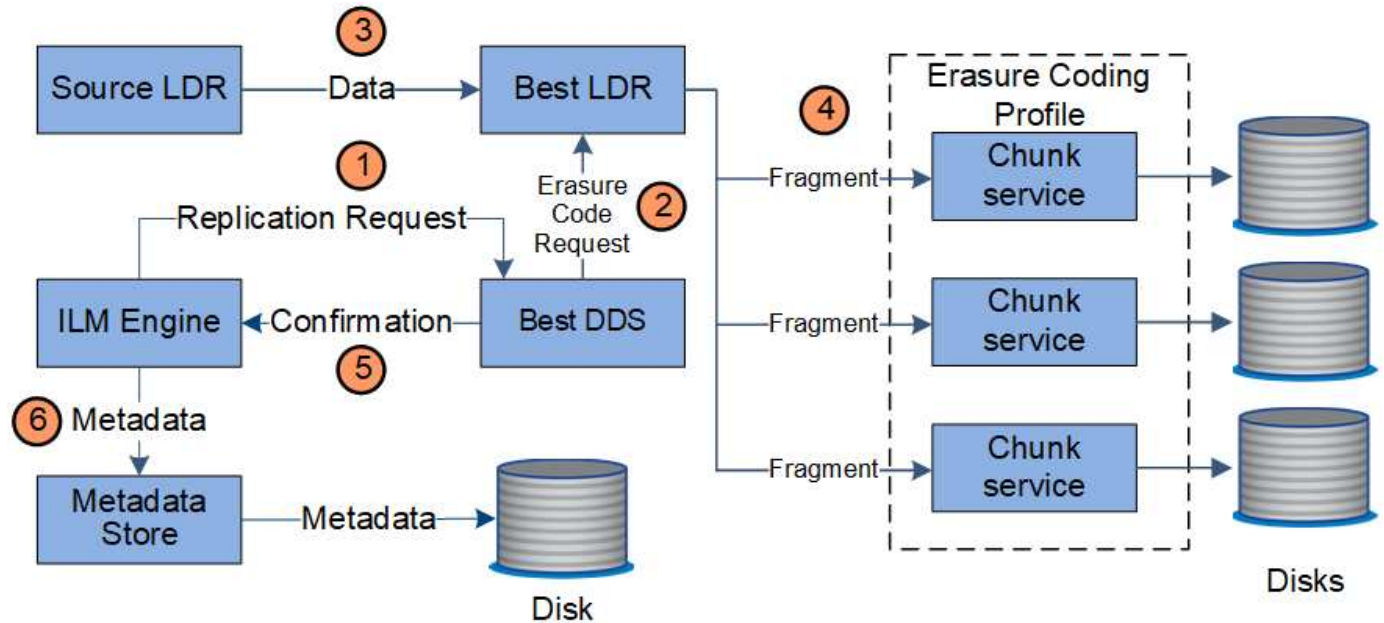 3
Source LDR
Data
Best LDR
4
Erasure Coding
Profile
Chunk
service
Fragment
1
Replication Request
Erasure
Code
Request
2
ILM Engine
Confirmation
Best DDS
5
Fragment
Chunk
service
6
Metadata
Metadata
Store
Metadata
Disk
Fragment
Chunk
service
Disks